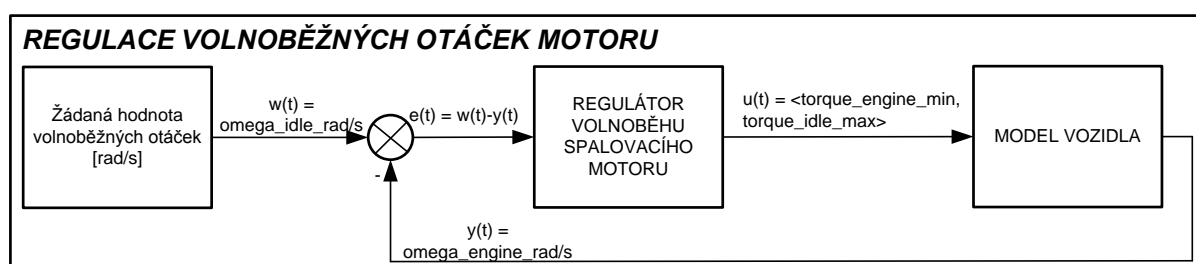 REGULACE VOLNOBĚŽNÝCH OTÁČEK MOTORU
Žádaná hodnota
volnoběžných otáček
[rad/s]
w(t) =
omega_idle_rad/s
e(t) = w(t)-y(t)
REGULÁTOR
VOLNOBĚHU
SPALOVACÍHO
MOTORU
u(t) = <torque_engine_min,
torque_idle_max>
MODEL VOZIDLA
-
y(t) =
omega_engine_rad/s